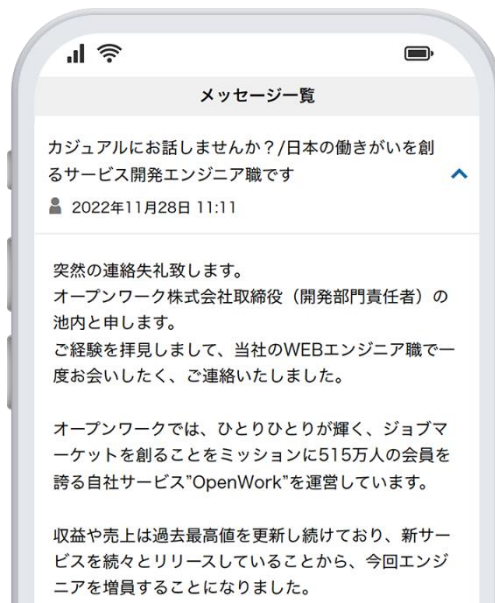 メッセージ一覧
カジュアルにお話しませんか？/日本の働きがいを創
るサービス開発エンジニア職です
2022年11月28日 11:11
突然の連絡失礼致します。
オープンワーク株式会社取締役（開発部門責任者）の
池内と申します。
ご経験を拝見しまして、当社のWEBエンジニア職で一
度お会いしたく、ご連絡いたしました。
オープンワークでは、ひとりひとりが輝く、ジョブマ
ーケットを創ることをミッションに515万人の会員を
誇る自社サービス”OpenWork”を運営しています。
収益や売上は過去最高値を更新し続けており、新サー
ビスを続々とリリースしていることから、今回エンジ
ニアを増員することになりました。